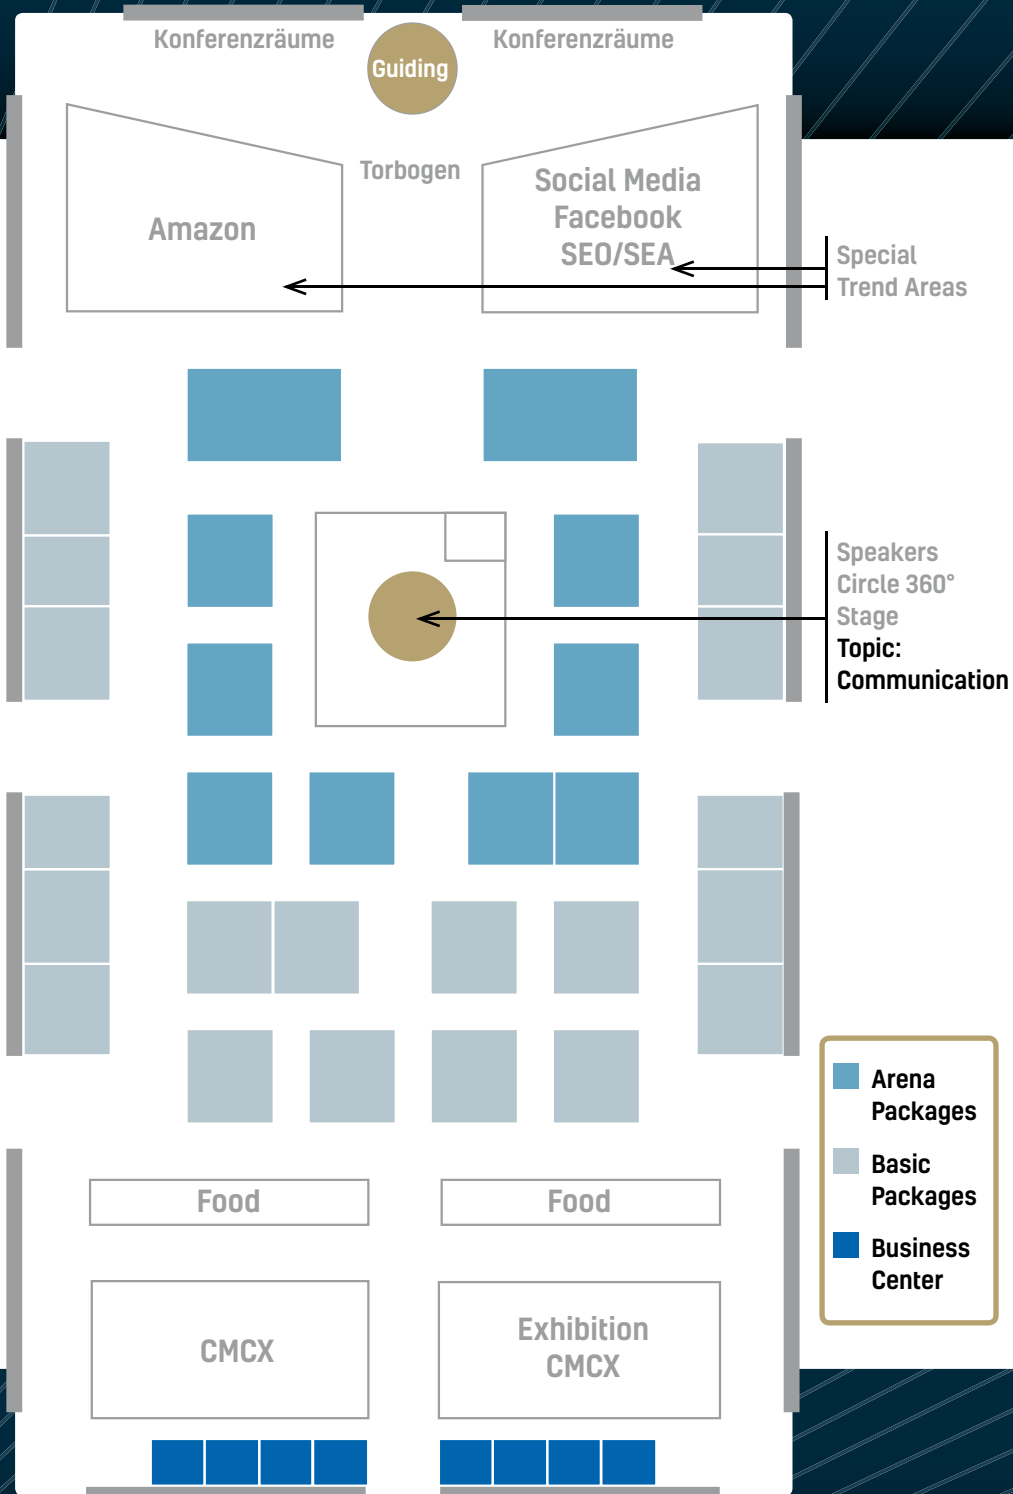 Konferenzräume
Konferenzräume
Guiding
Torbogen
Amazon
Social Media
Facebook
SEO/SEA
Special
Trend Areas
Speakers
Circle 360°
Stage
Topic:
Communication
Arena
Packages
Basic
Packages
Business
Center
Food
Food
CMCX
Exhibition
CMCX